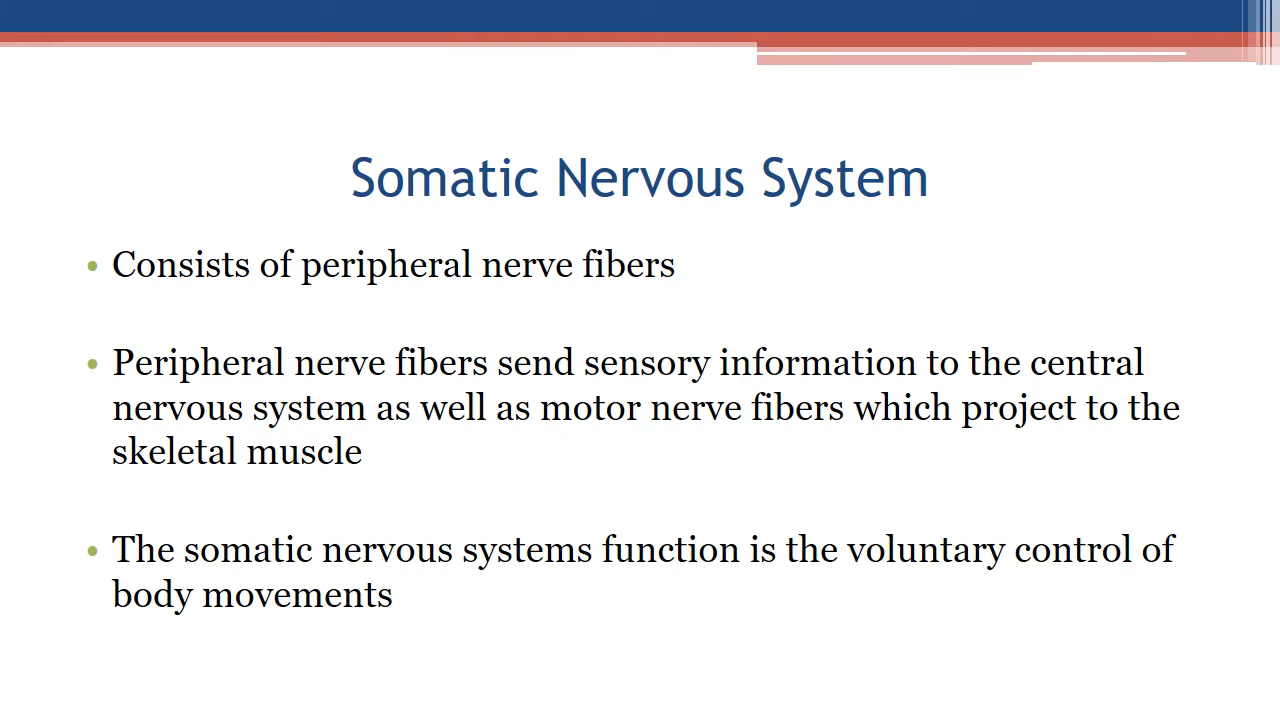 Somatic Nervous System
• Consists of peripheral nerve fibers
• Peripheral nerve fibers send sensory information to the central
nervous system as well as motor nerve fibers which project to the
skeletal muscle
• The somatic nervous systems function is the voluntary control of
body movements